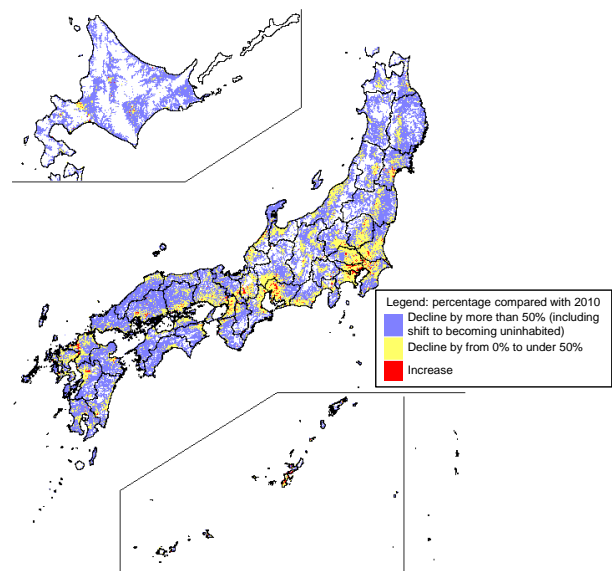 Legend: percentage compared with 2010
Decline by more than 50% (including
shift to becoming uninhabited)
Decline by from 0% to under 50%
Increase